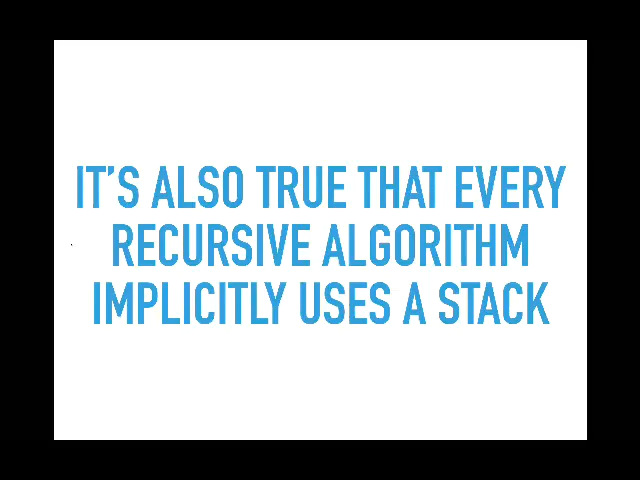 IT’S ALSO TRUE THAT EVERY
RECURSIVE ALGORITHM
IMPLICITLY USES A STACK